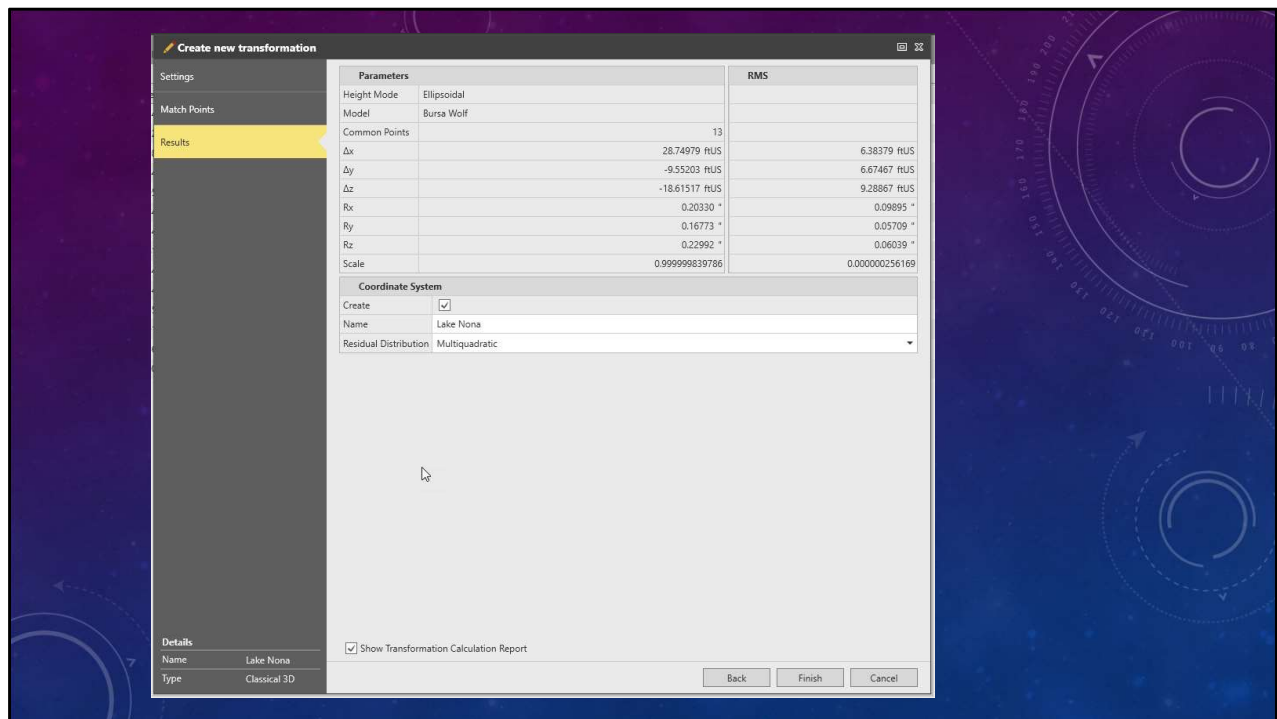 Create new transformation
Settings
Match Points
Results
Parameters RMS
Height Mode Ellipsoidal
Model Bursa Wolf
Common Points 13
Δx 28.74979 ftUS 6.38379 ftUS
Δy -9.55203 ftUS 6.67467 ftUS
Δz -18.61517 ftUS 9.28867 ftUS
Rx 0.20330 " 0.09895 "
Ry 0.16773 " 0.05709 "
Rz 0.22992 " 0.06039 "
Scale 0.999999839786 0.000000256169
Coordinate System
Create
Name Lake Nona
Residual Distribution Multiquadratic
Show Transformation Calculation Report
Details
Name Lake Nona
Type Classical 3D
Back Finish Cancel